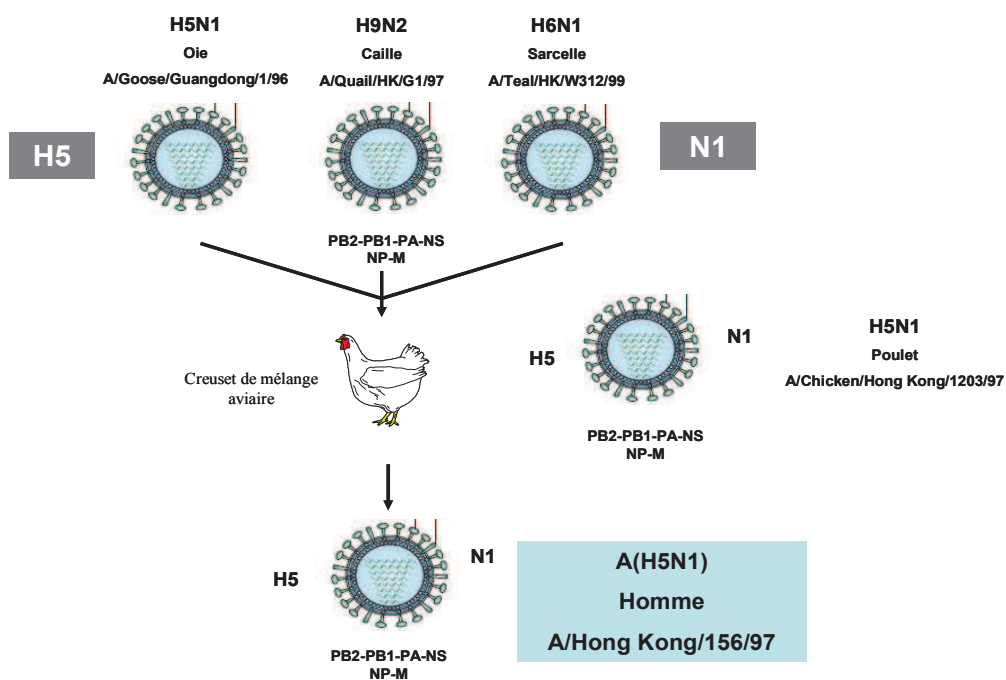 H5N1
Oie
A/Goose/Guangdong/1/96
H9N2
Caille
A/Quail/HK/G1/97
H6N1
Sarcelle
A/Teal/HK/W312/99
H5
N1
PB2-PB1-PA-NS
NP-M
Creuset de mélange
aviaire
H5
N1
PB2-PB1-PA-NS
NP-M
H5N1
Poulet
A/Chicken/Hong Kong/1203/97
H5
N1
PB2-PB1-PA-NS
NP-M
A(H5N1)
Homme
A/Hong Kong/156/97